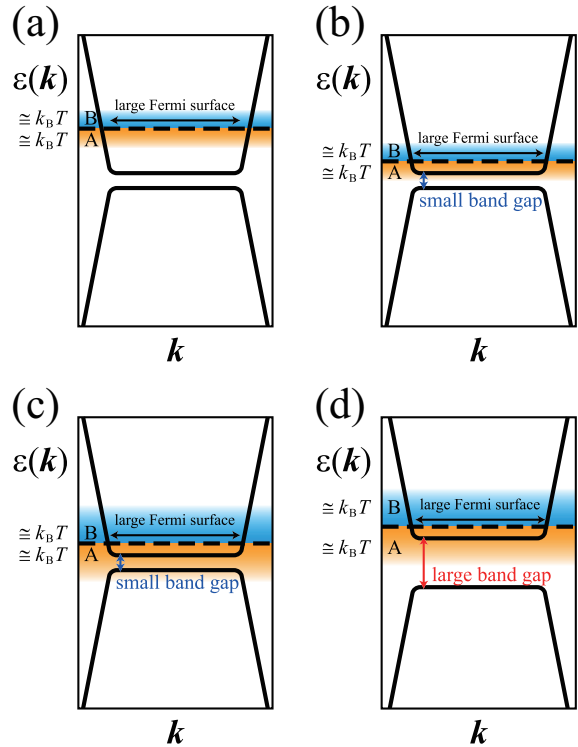 (a)
ε(k)
≅ kBT
B
large Fermi surface
≅ kBT
A
k
(b)
ε(k)
≅ kBT
B
large Fermi surface
≅ kBT
A
small band gap
k
(c)
ε(k)
≅ kBT
B
large Fermi surface
≅ kBT
A
small band gap
k
(d)
ε(k)
≅ kBT
B
large Fermi surface
≅ kBT
A
large band gap
k